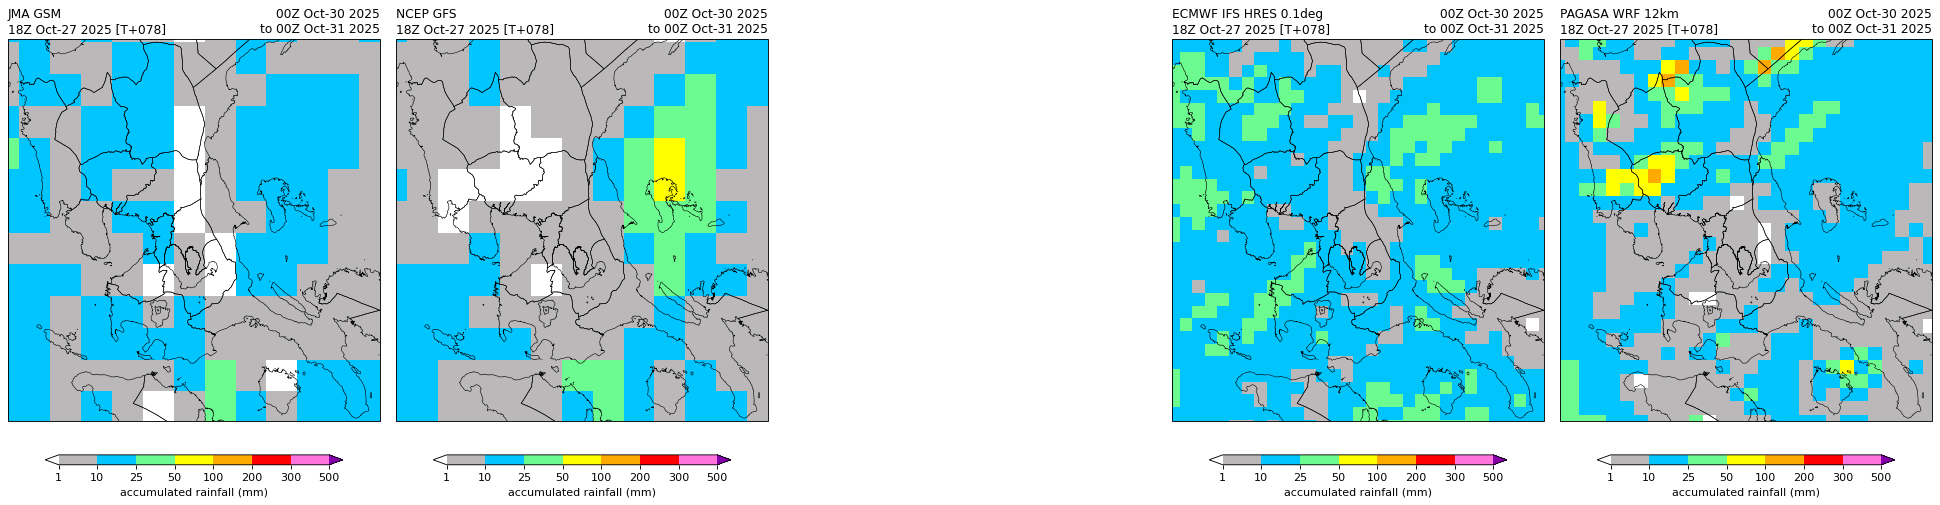 JMA GSM 00Z Oct-30 2025
18Z Oct-27 2025 [T+078] to 00Z Oct-31 2025
1 10 25 50 100 200 300 500
accumulated rainfall (mm)
NCEP GFS 00Z Oct-30 2025
18Z Oct-27 2025 [T+078] to 00Z Oct-31 2025
1 10 25 50 100 200 300 500
accumulated rainfall (mm)
ECMWF IFS HRES 0.1deg 00Z Oct-30 2025
18Z Oct-27 2025 [T+078] to 00Z Oct-31 2025
1 10 25 50 100 200 300 500
accumulated rainfall (mm)
PAGASA WRF 12km 00Z Oct-30 2025
18Z Oct-27 2025 [T+078] to 00Z Oct-31 2025
1 10 25 50 100 200 300 500
accumulated rainfall (mm)